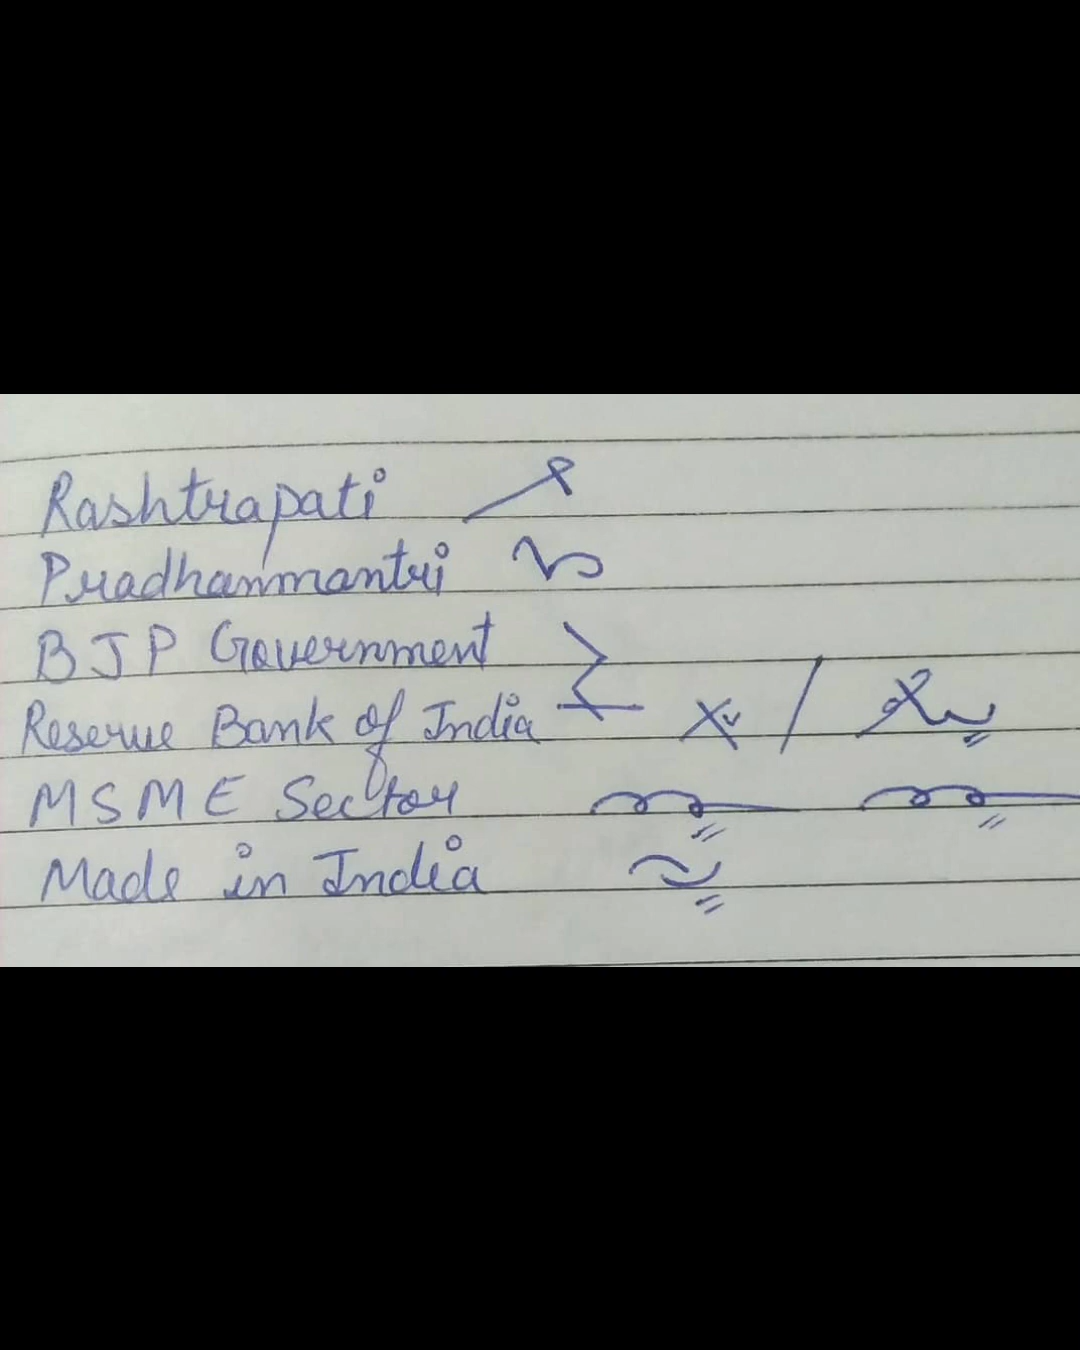 Rashtrapati
Pradhanmantri
BJP Government
Reserve Bank of India
MSME Sector
Made in India